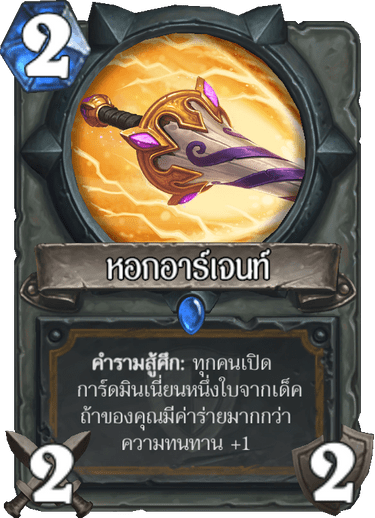 2
หอกอาร์เจนท์
คำรามสู้ศึก: ทุกคนเปิด
การ์ดมินเนี่ยนหนึ่งใบจากเด็ค
ถ้าของคุณมีค่าร่ายมากกว่า
ความทนทาน +1
2
2